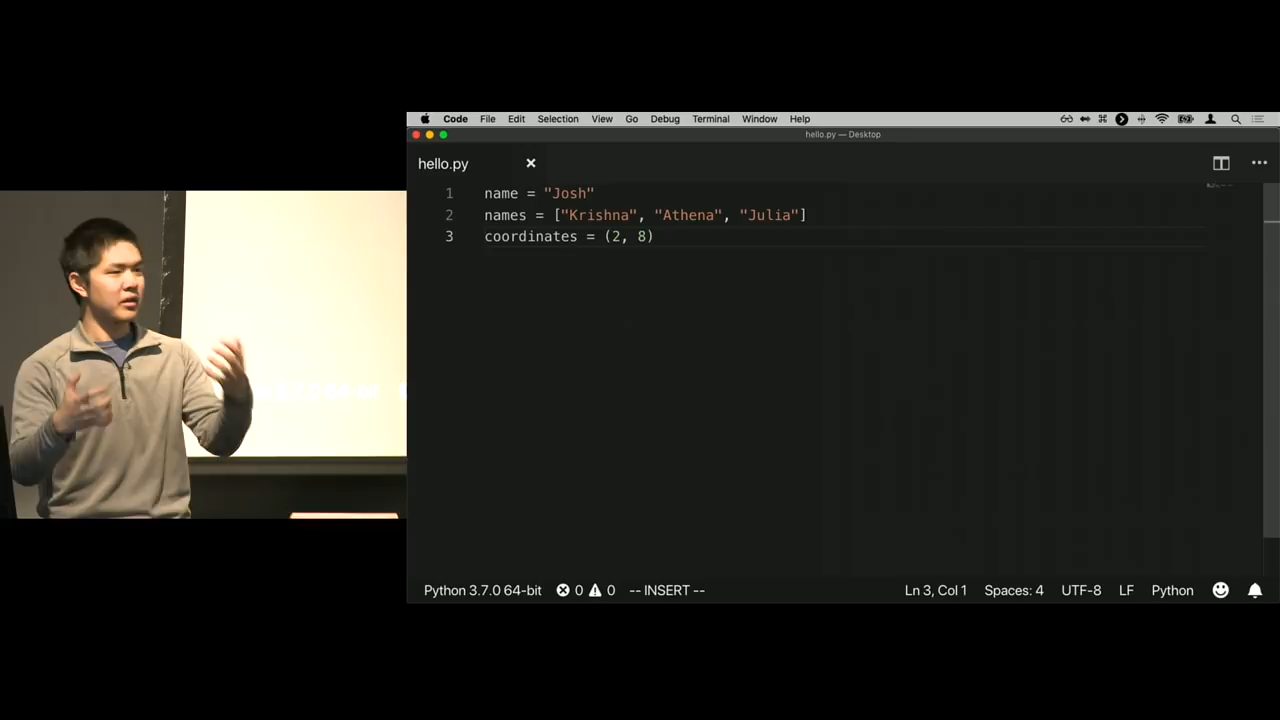 Code File Edit Selection View Go Debug Terminal Window Help
hello.py — Desktop
hello.py
1 name = "Josh"
2 names = ["Krishna", "Athena", "Julia"]
3 coordinates = (2, 8)
Python 3.7.0 64-bit 0 0 -- INSERT -- Ln 3, Col 1 Spaces: 4 UTF-8 LF Python